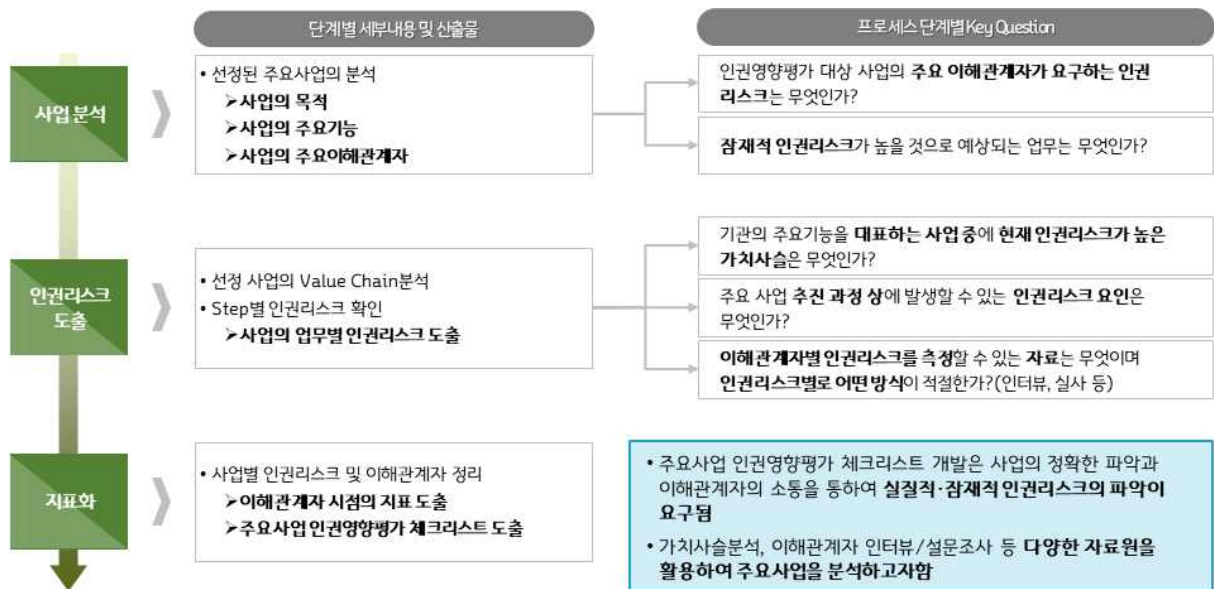 단계별 세부내용 및 산출물
프로세스 단계별 Key Question
사업 분석
• 선정된 주요사업의 분석
➢사업의 목적
➢사업의 주요기능
➢사업의 주요이해관계자
인권영향평가 대상 사업의 주요 이해관계자가 요구하는 인권
리스크는 무엇인가?
잠재적 인권리스크가 높을 것으로 예상되는 업무는 무엇인가?
인권리스크
도출
• 선정 사업의 Value Chain분석
• Step별 인권리스크 확인
➢사업의 업무별 인권리스크 도출
기관의 주요기능을 대표하는 사업 중에 현재 인권리스크가 높은
가치사슬은 무엇인가?
주요 사업 추진 과정 상에 발생할 수 있는 인권리스크 요인은
무엇인가?
이해관계자별 인권리스크를 측정할 수 있는 자료는 무엇이며
인권리스크별로 어떤 방식이 적절한가?(인터뷰, 실사 등)
지표화
• 사업별 인권리스크 및 이해관계자 정리
➢이해관계자 시점의 지표 도출
➢주요사업 인권영향평가 체크리스트 도출
• 주요사업 인권영향평가 체크리스트 개발은 사업의 정확한 파악과
이해관계자의 소통을 통하여 실질적·잠재적 인권리스크의 파악이
요구됨
• 가치사슬분석, 이해관계자 인터뷰/설문조사 등 다양한 자료원을
활용하여 주요사업을 분석하고자함